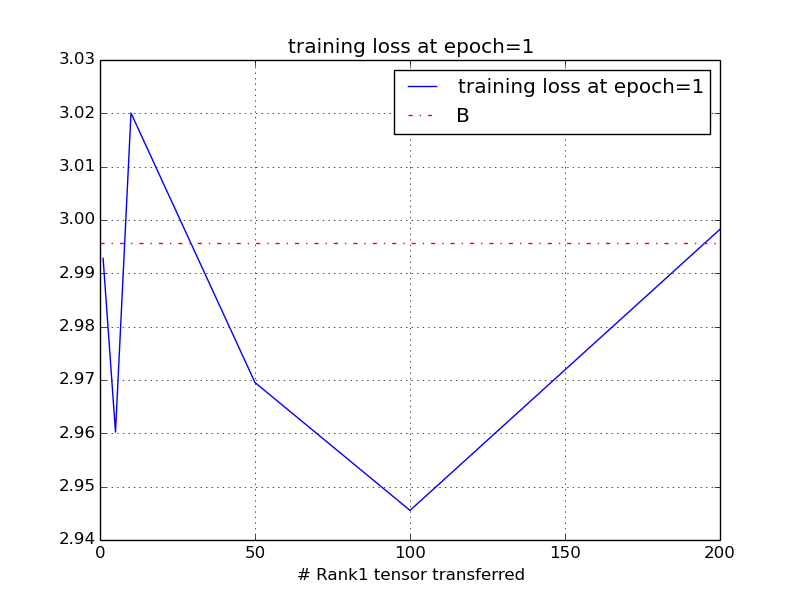 training loss at epoch=1
3.03
3.02
3.01
3.00
2.99
2.98
2.97
2.96
2.95
2.94
training loss at epoch=1
B
0 50 100 150 200
# Rank1 tensor transferred